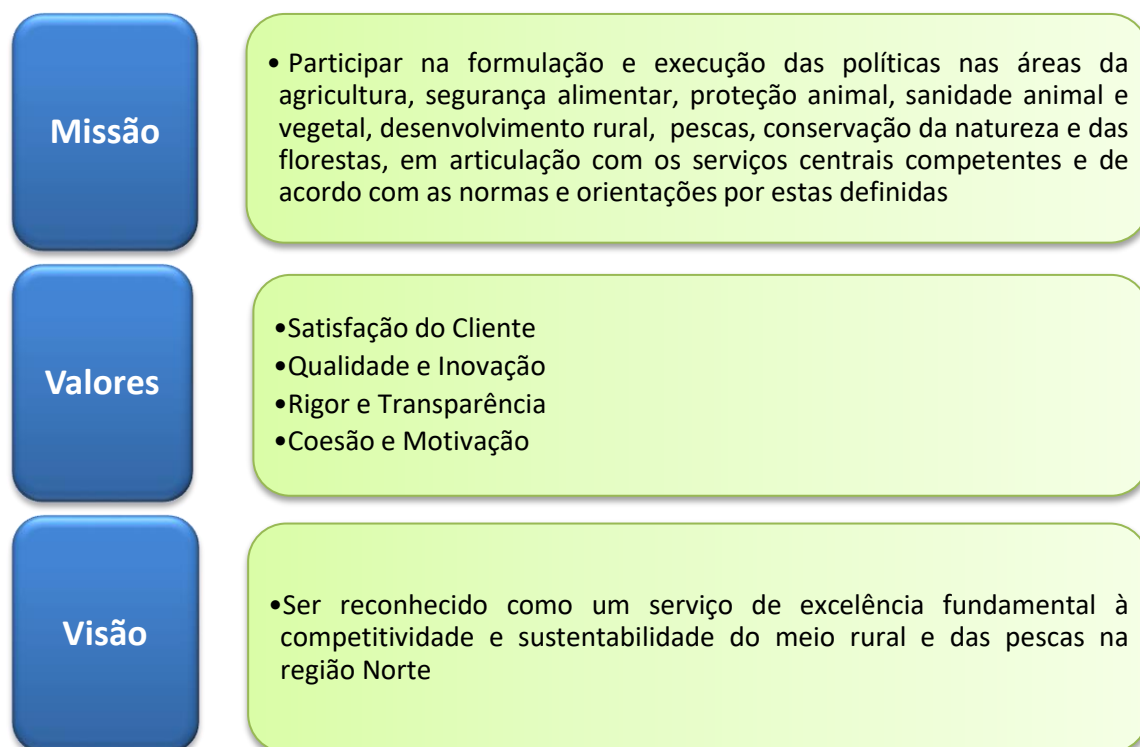 Missão
• Participar na formulação e execução das políticas nas áreas da
agricultura, segurança alimentar, proteção animal, sanidade animal e
vegetal, desenvolvimento rural, pescas, conservação da natureza e das
florestas, em articulação com os serviços centrais competentes e de
acordo com as normas e orientações por estas definidas
Valores
•Satisfação do Cliente
•Qualidade e Inovação
•Rigor e Transparência
•Coesão e Motivação
Visão
•Ser reconhecido como um serviço de excelência fundamental à
competitividade e sustentabilidade do meio rural e das pescas na
região Norte